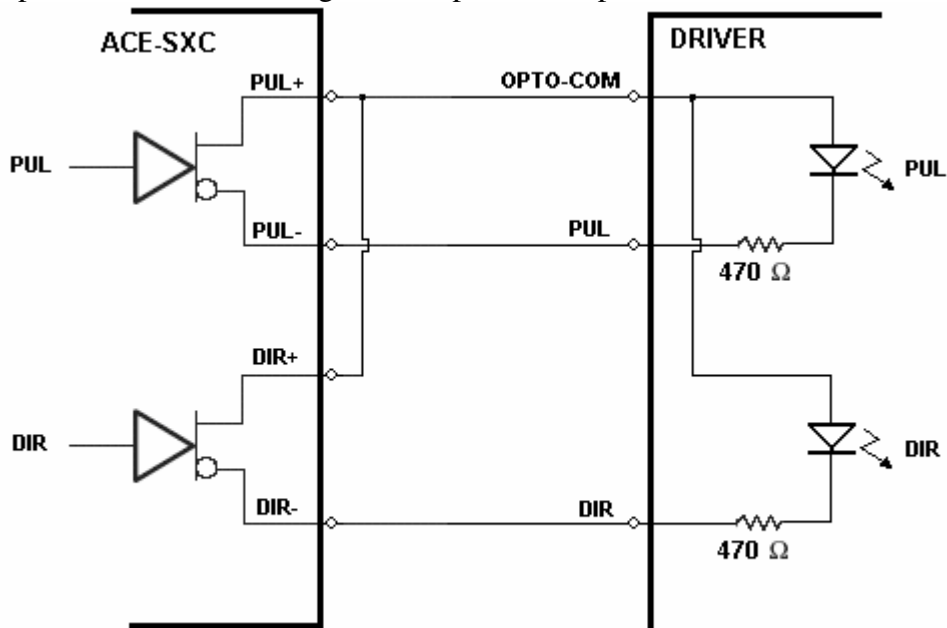 ACE-SXC
DRIVER
PUL+
OPTO-COM
PUL
PUL
PUL-
PUL
470 Ω
DIR+
DIR
DIR
DIR-
DIR
470 Ω